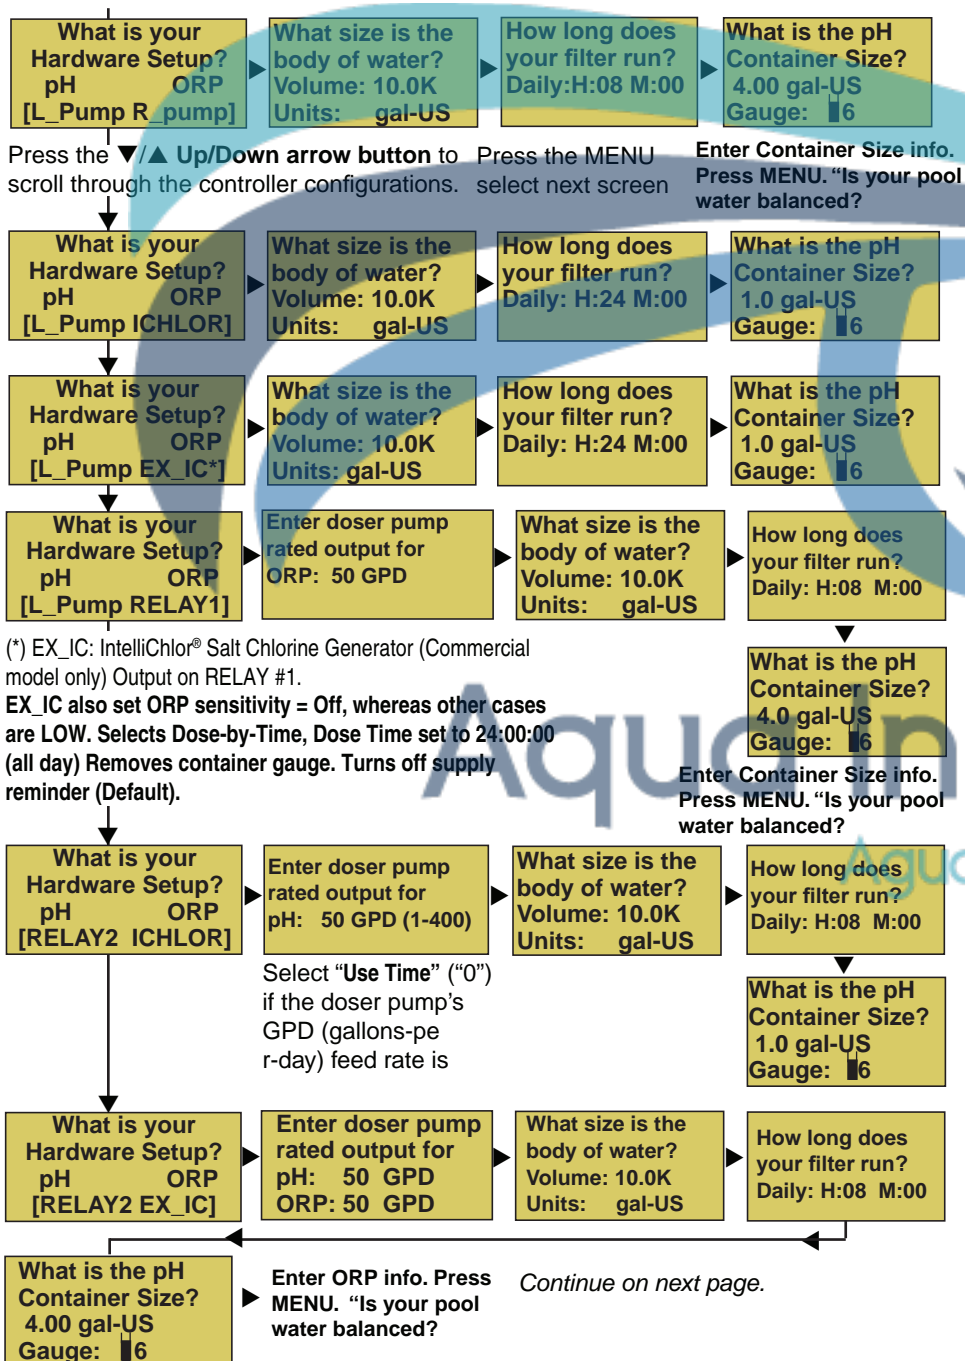 What is your
Hardware Setup?
pH ORP
[L_Pump R_pump]
What size is the
body of water?
Volume: 10.0K
Units: gal-US
How long does
your filter run?
Daily:H:08 M:00
What is the pH
Container Size?
4.00 gal-US
Gauge: 6
Press the ▼/▲ Up/Down arrow button to
scroll through the controller configurations.
Press the MENU
select next screen
Enter Container Size info.
Press MENU. “Is your pool
water balanced?
What is your
Hardware Setup?
pH ORP
[L_Pump ICHLOR]
What size is the
body of water?
Volume: 10.0K
Units: gal-US
How long does
your filter run?
Daily: H:24 M:00
What is the pH
Container Size?
1.0 gal-US
Gauge: 6
What is your
Hardware Setup?
pH ORP
[L_Pump EX_IC*]
What size is the
body of water?
Volume: 10.0K
Units: gal-US
How long does
your filter run?
Daily: H:24 M:00
What is the pH
Container Size?
1.0 gal-US
Gauge: 6
What is your
Hardware Setup?
pH ORP
[L_Pump RELAY1]
Enter doser pump
rated output for
ORP: 50 GPD
What size is the
body of water?
Volume: 10.0K
Units: gal-US
How long does
your filter run?
Daily: H:08 M:00
What is the pH
Container Size?
4.0 gal-US
Gauge: 6
(*) EX_IC: IntelliChlor® Salt Chlorine Generator (Commercial
model only) Output on RELAY #1.
EX_IC also set ORP sensitivity = Off, whereas other cases
are LOW. Selects Dose-by-Time, Dose Time set to 24:00:00
(all day) Removes container gauge. Turns off supply
reminder (Default).
Aqua In
Enter Container Size info.
Press MENU. “Is your pool
water balanced?
Aqua
What is your
Hardware Setup?
pH ORP
[RELAY2 ICHLOR]
Enter doser pump
rated output for
pH: 50 GPD (1-400)
What size is the
body of water?
Volume: 10.0K
Units: gal-US
How long does
your filter run?
Daily: H:08 M:00
Select “Use Time” (“0”)
if the doser pump’s
GPD (gallons-pe
r-day) feed rate is
What is the pH
Container Size?
1.0 gal-US
Gauge: 6
What is your
Hardware Setup?
pH ORP
[RELAY2 EX_IC]
Enter doser pump
rated output for
pH: 50 GPD
ORP: 50 GPD
What size is the
body of water?
Volume: 10.0K
Units: gal-US
How long does
your filter run?
Daily: H:08 M:00
What is the pH
Container Size?
4.00 gal-US
Gauge: 6
Enter ORP info. Press
MENU. “Is your pool
water balanced?
Continue on next page.